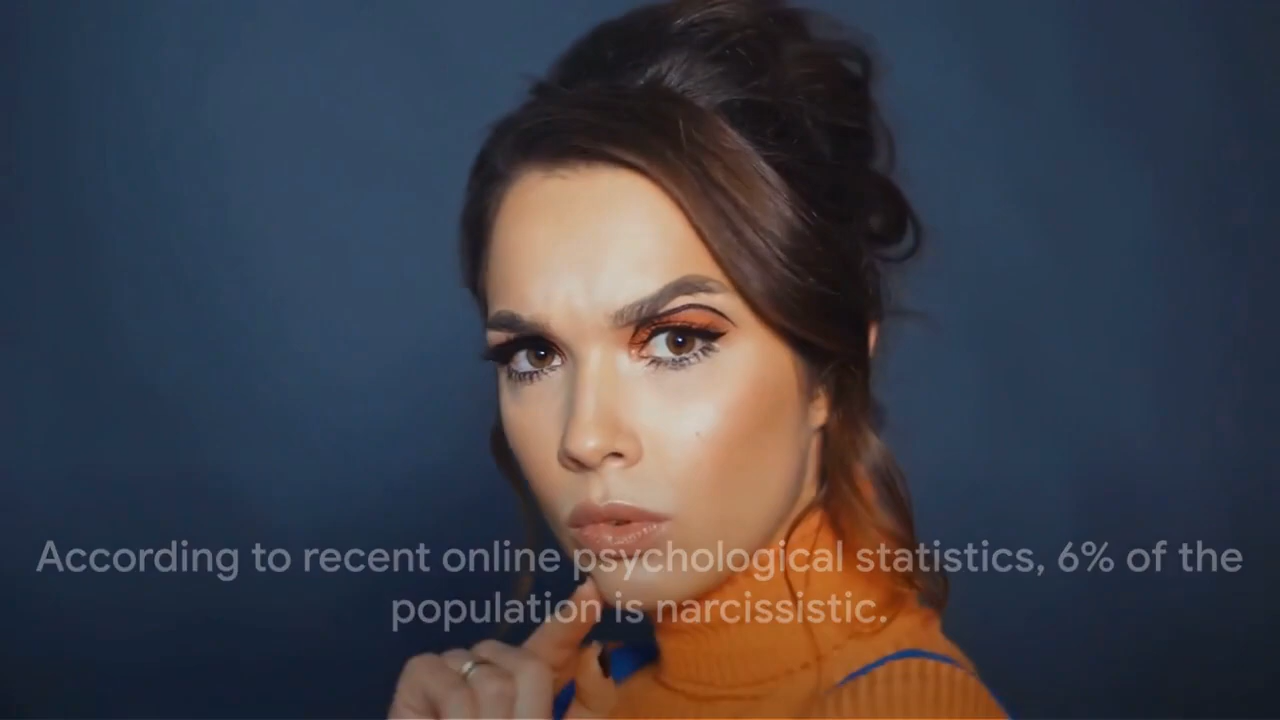 According to recent online psychological statistics, 6% of the
population is narcissistic.